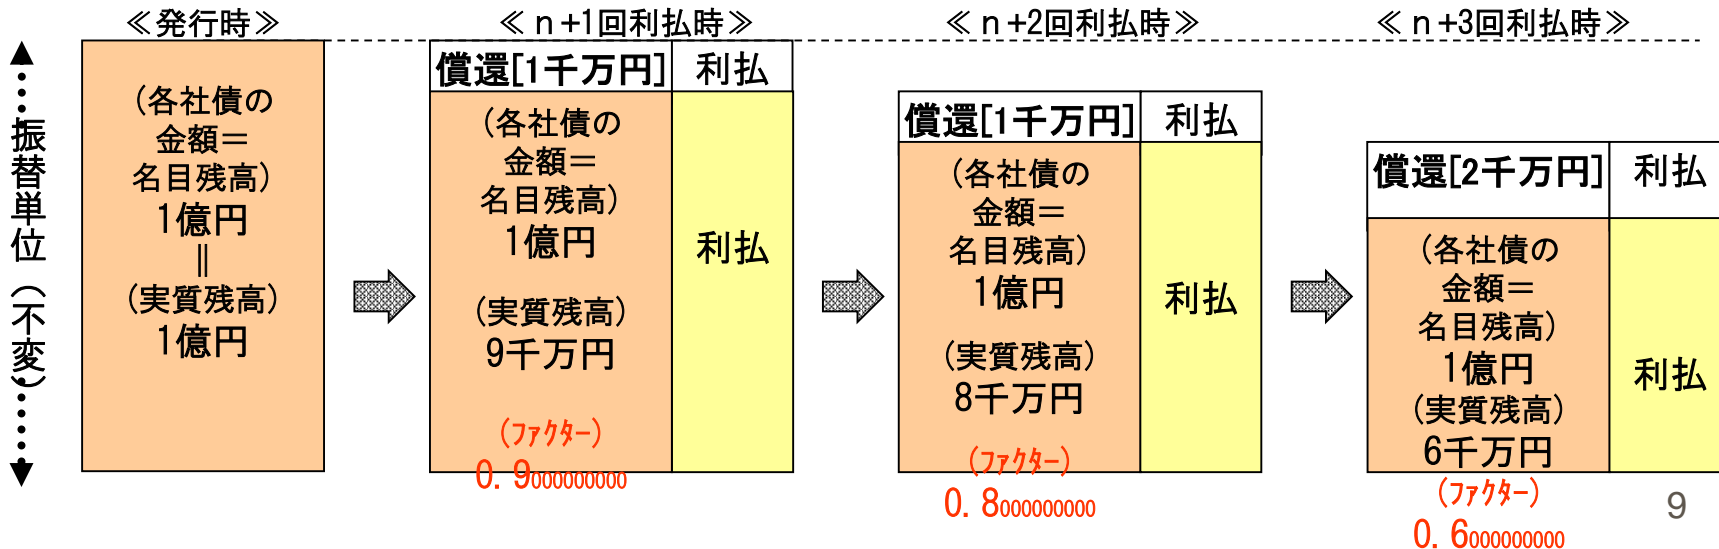 ≪発行時≫
≪ｎ+1回利払時≫
≪ｎ+2回利払時≫
≪ｎ+3回利払時≫
振替単位（不変）
(各社債の
金額＝
名目残高)
1億円
||
(実質残高)
1億円
償還[1千万円]
利払
(各社債の
金額＝
名目残高)
1億円
(実質残高)
9千万円
(ﾌｧｸﾀｰ)
0. 9000000000
利払
償還[1千万円]
利払
(各社債の
金額＝
名目残高)
1億円
(実質残高)
8千万円
(ﾌｧｸﾀｰ)
0. 8000000000
利払
償還[2千万円]
利払
(各社債の
金額＝
名目残高)
1億円
(実質残高)
6千万円
(ﾌｧｸﾀｰ)
0. 6000000000
利払
9